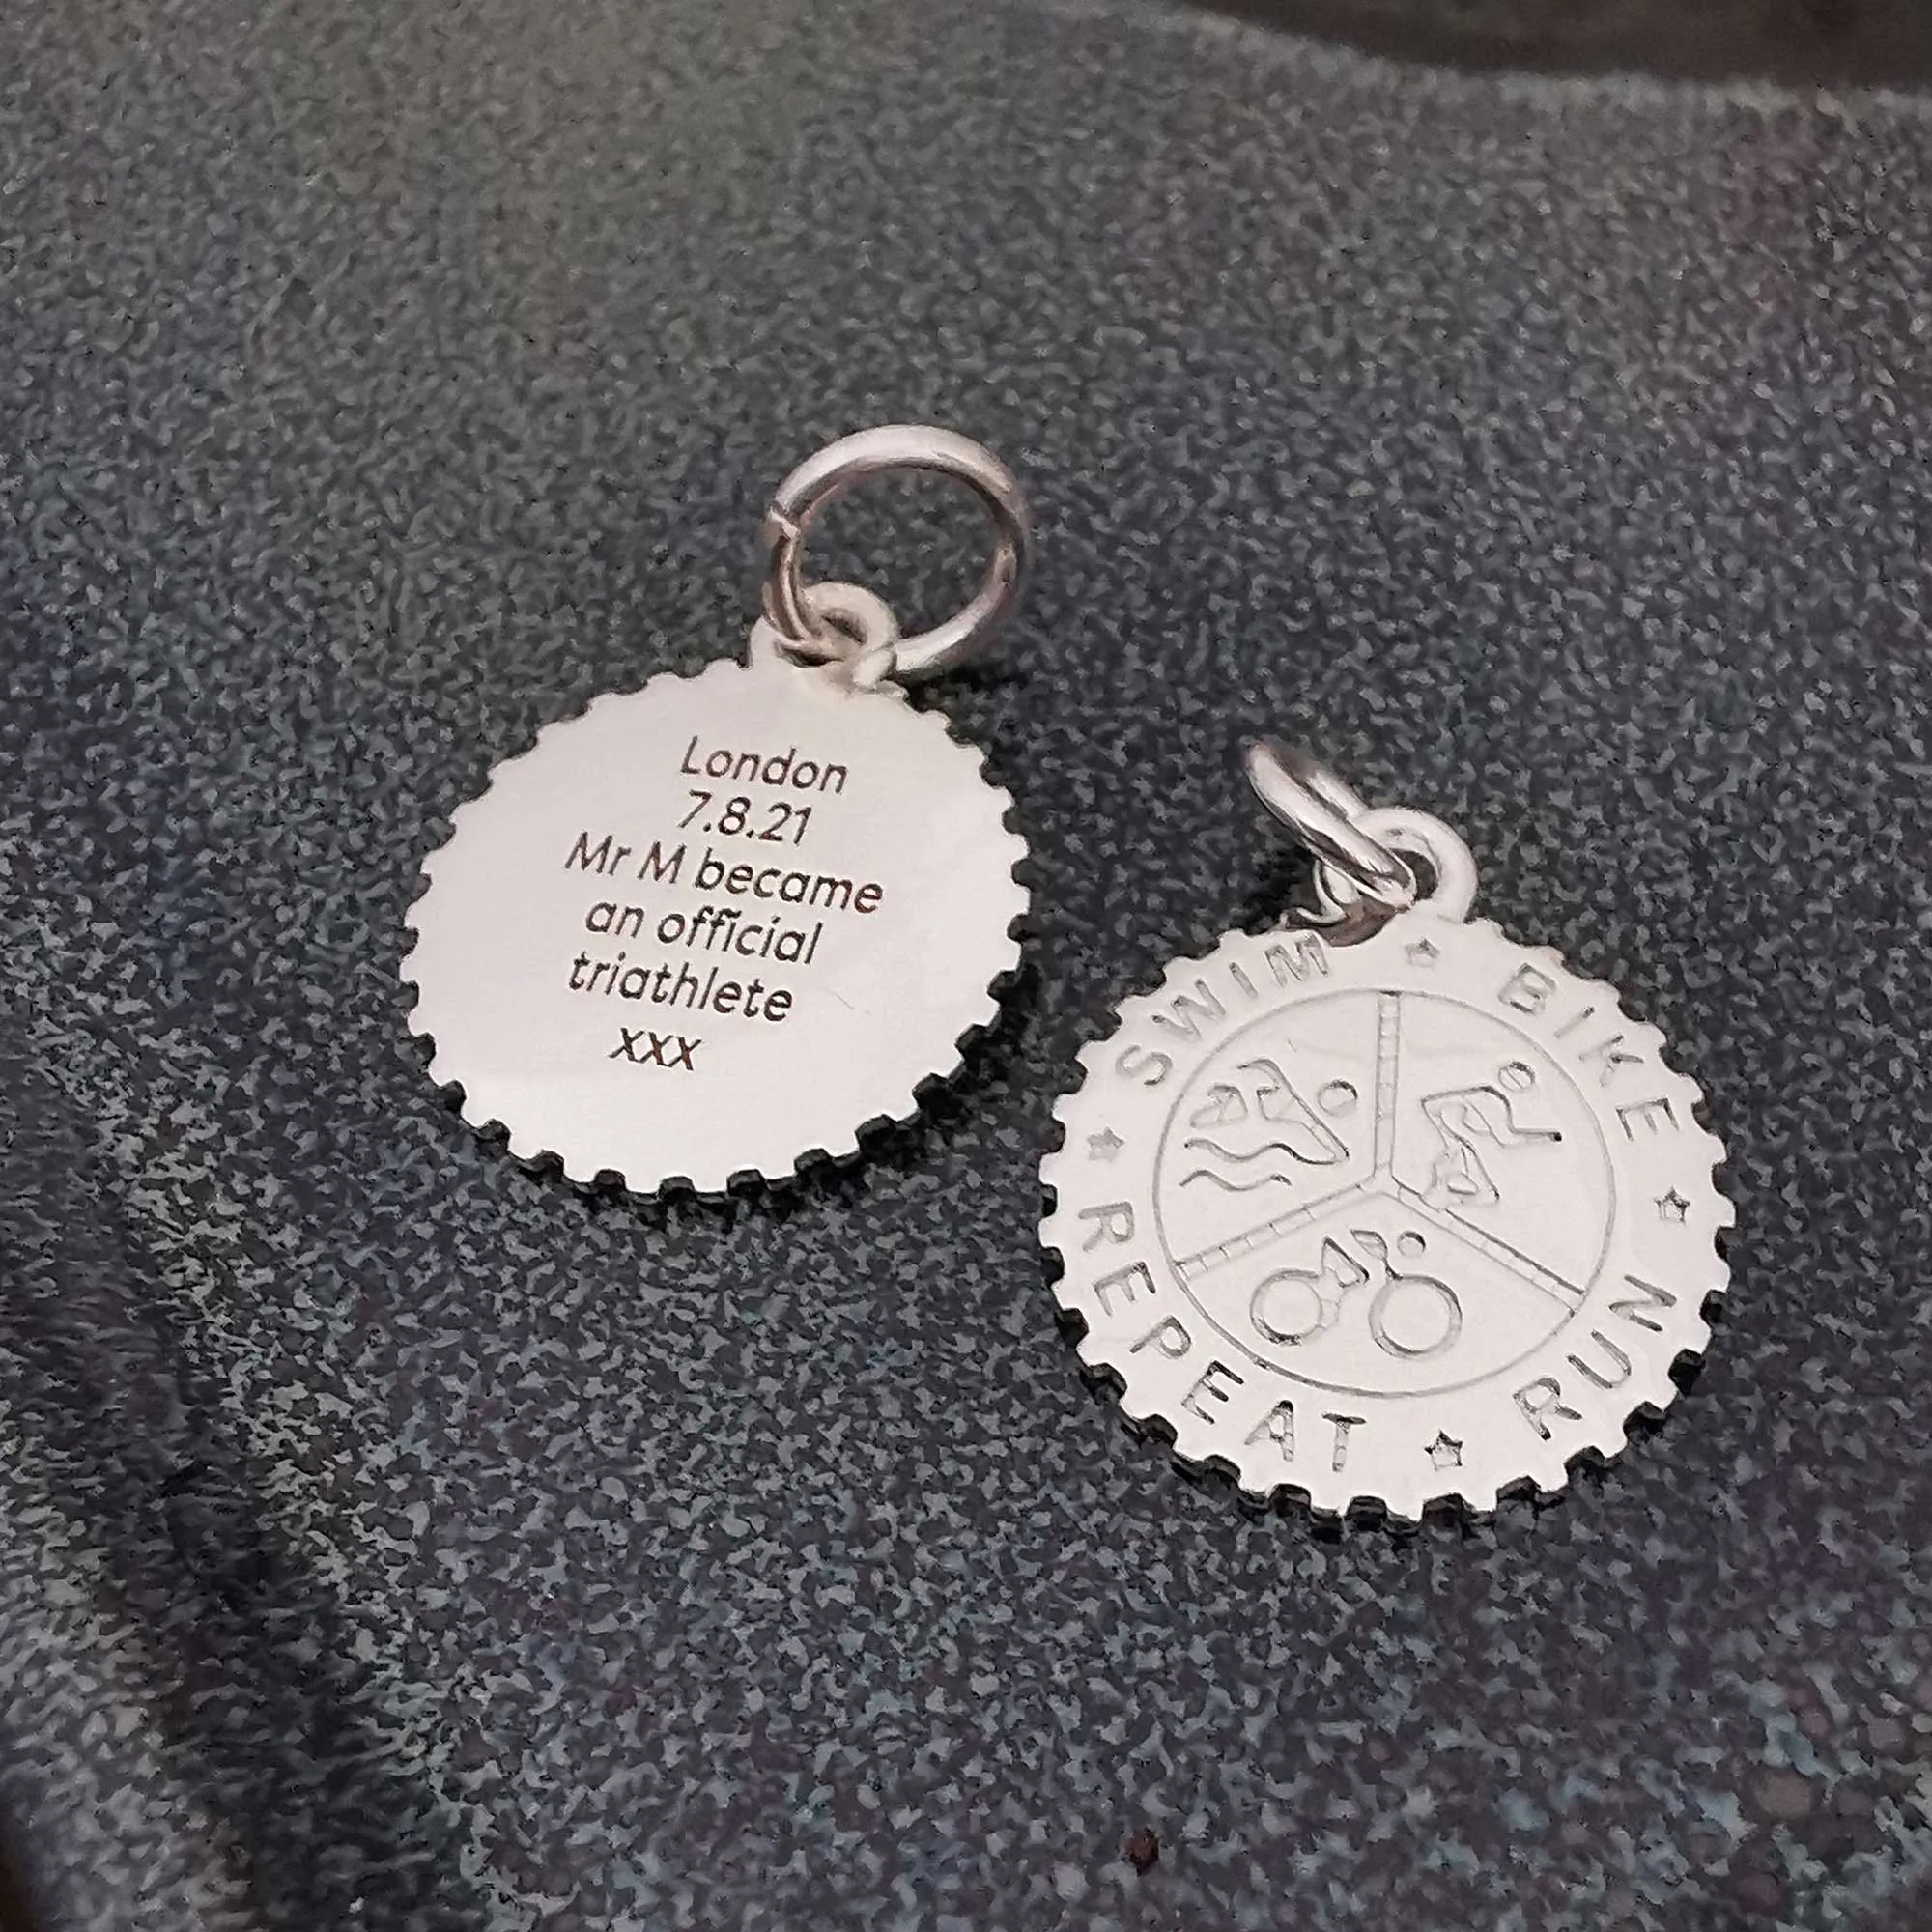 London
7.8.21
Mr M became
an official
triathlete
xxx
SWIM ☆ BIKE ☆ RUN ☆ REPEAT ☆